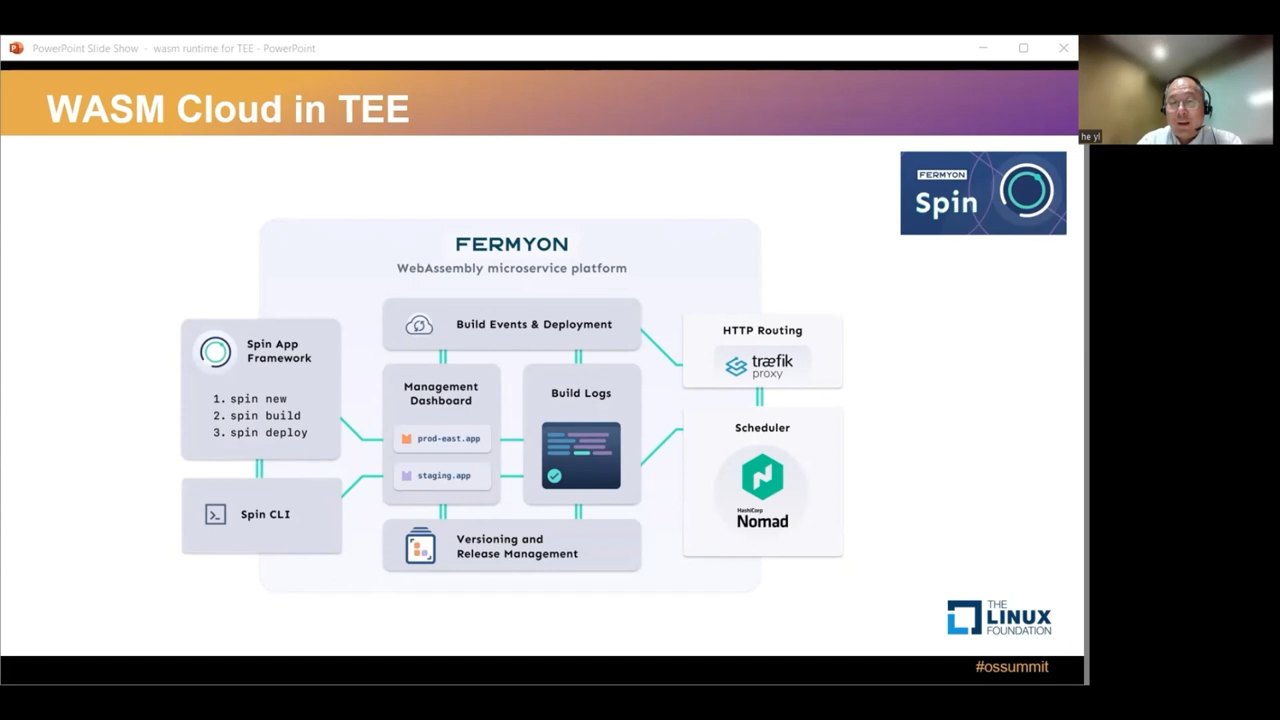 PowerPoint Slide Show - wasm runtime for TEE - PowerPoint
WASM Cloud in TEE
he yl
FERMYON
Spin
FERMYON
WebAssembly microservice platform
Build Events & Deployment
Spin App
Framework
1. spin new
2. spin build
3. spin deploy
Management
Dashboard
prod-east.app
staging.app
Build Logs
HTTP Routing
træfik
proxy
Scheduler
HashiCorp
Nomad
Spin CLI
Versioning and
Release Management
THE
LINUX
FOUNDATION
#ossummit